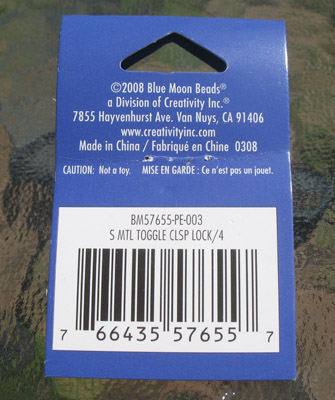 ©2008 Blue Moon Beads®
a Division of Creativity Inc.®
7855 Hayvenhurst Ave. Van Nuys, CA 91406
www.creativityinc.com
Made in China / Fabriqué en Chine 0308
CAUTION: Not a toy. MISE EN GARDE : Ce n'est pas un jouet.
BM57655-PE-003
S MTL TOGGLE CLSP LOCK/4
7 66435 57655 7